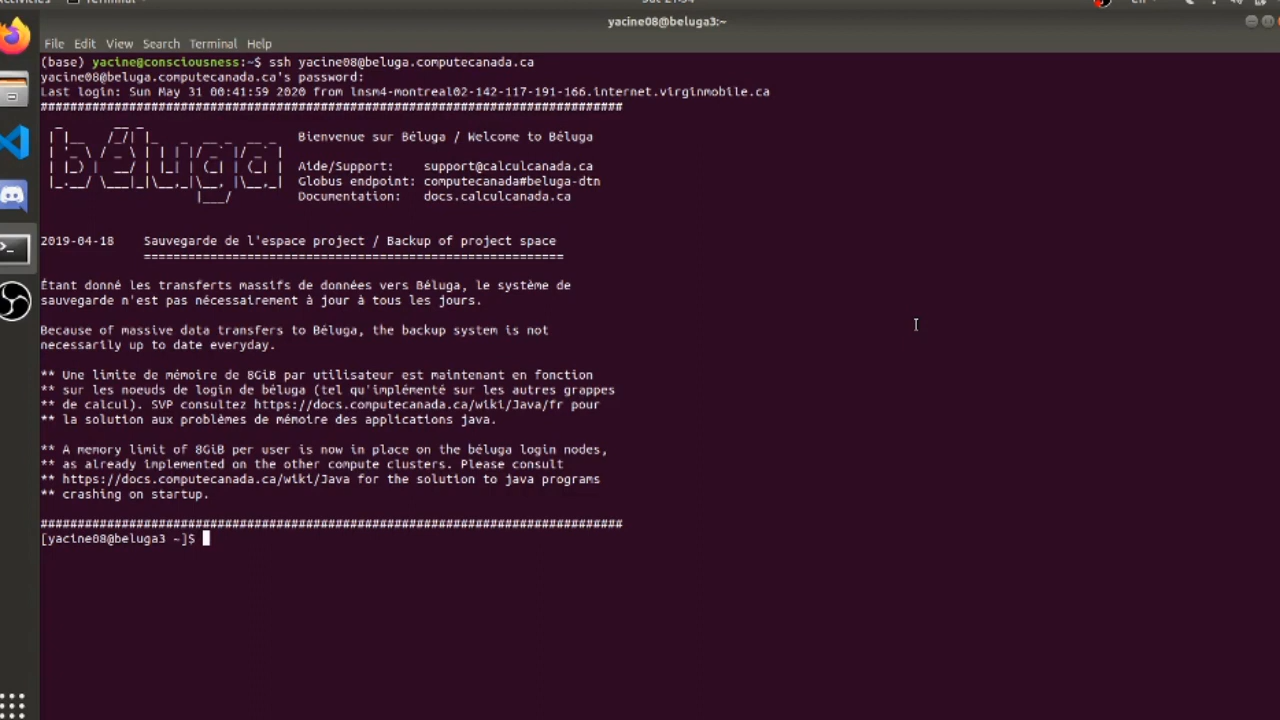 yacine08@beluga3:~
File Edit View Search Terminal Help
(base) yacine@consciousness:~$ ssh yacine08@beluga.computecanada.ca
yacine08@beluga.computecanada.ca's password:
Last login: Sun May 31 00:41:59 2020 from lnsm4-montreal02-142-117-191-166.internet.virginmobile.ca
###############################################################################
béluga
Bienvenue sur Béluga / Welcome to Béluga
Aide/Support: support@calculcanada.ca
Globus endpoint: computecanada#beluga-dtn
Documentation: docs.calculcanada.ca
2019-04-18 Sauvegarde de l'espace project / Backup of project space
=========================================================
Étant donné les transferts massifs de données vers Béluga, le système de
sauvegarde n'est pas nécessairement à jour à tous les jours.
Because of massive data transfers to Béluga, the backup system is not
necessarily up to date everyday.
** Une limite de mémoire de 8GiB par utilisateur est maintenant en fonction
** sur les noeuds de login de béluga (tel qu'implémenté sur les autres grappes
** de calcul). SVP consultez https://docs.computecanada.ca/wiki/Java/fr pour
** la solution aux problèmes de mémoire des applications java.
** A memory limit of 8GiB per user is now in place on the béluga login nodes,
** as already implemented on the other compute clusters. Please consult
** https://docs.computecanada.ca/wiki/Java for the solution to java programs
** crashing on startup.
###############################################################################
[yacine08@beluga3 ~]$